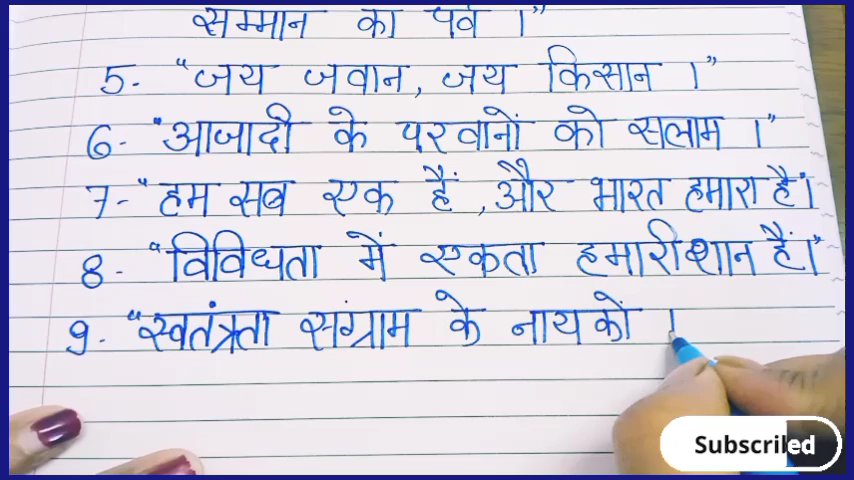 सम्मान का पर्व ।"
5- "जय जवान, जय किसान ।"
6- "आजादी के परवानों को सलाम ।"
7- "हम सब एक हैं, और भारत हमारा है"।
8- "विविधता में एकता हमारी शान हैं।"
9- "स्वतंत्रता संग्राम के नायकों